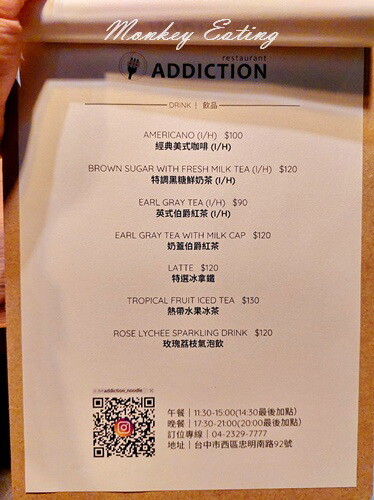 Monkey Eating
restaurant
ADDICTION
DRINK | 飲品
AMERICANO (I/H) $100
經典美式咖啡 (I/H)
BROWN SUGAR WITH FRESH MILK TEA (I/H) $120
特調黑糖鮮奶茶 (I/H)
EARL GRAY TEA (I/H) $90
英式伯爵紅茶 (I/H)
EARL GRAY TEA WITH MILK CAP $120
奶蓋伯爵紅茶
LATTE $120
特選冰拿鐵
TROPICAL FRUIT ICED TEA $130
熱帶水果冰茶
ROSE LYCHEE SPARKLING DRINK $120
玫瑰荔枝氣泡飲
addiction_noodle
午餐｜11:30-15:00(14:30最後加點)
晚餐｜17:30-21:00(20:00最後加點)
訂位專線｜04-2329-7777
地址｜台中市西區忠明南路92號